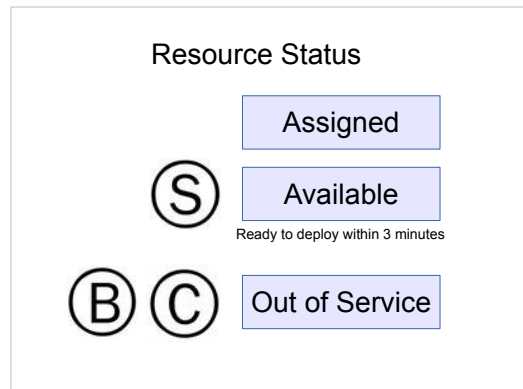 Resource Status
Assigned
S Available
Ready to deploy within 3 minutes
B C Out of Service